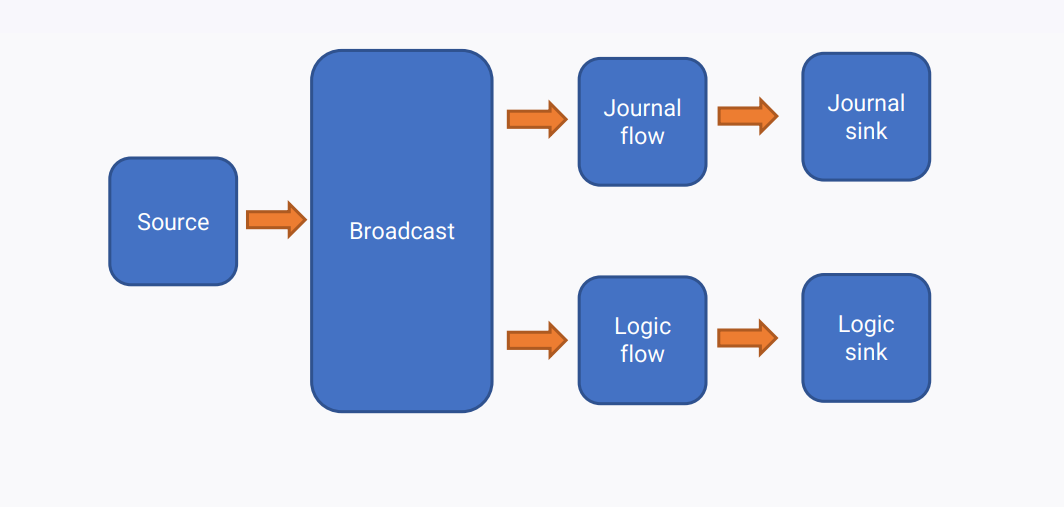 Source
Broadcast
Journal
flow
Journal
sink
Logic
flow
Logic
sink